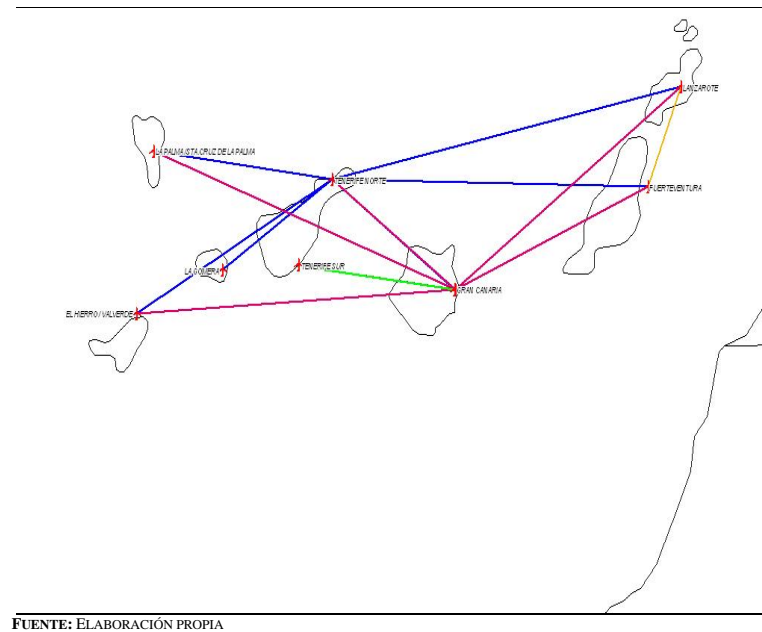 LANZAROTE
LA PALMA/STA.CRUZ DE LA PALMA
TENERIFE NORTE
FUERTEVENTURA
LA GOMERA
TENERIFE SUR
GRAN CANARIA
EL HIERRO / VALVERDE
FUENTE: ELABORACIÓN PROPIA